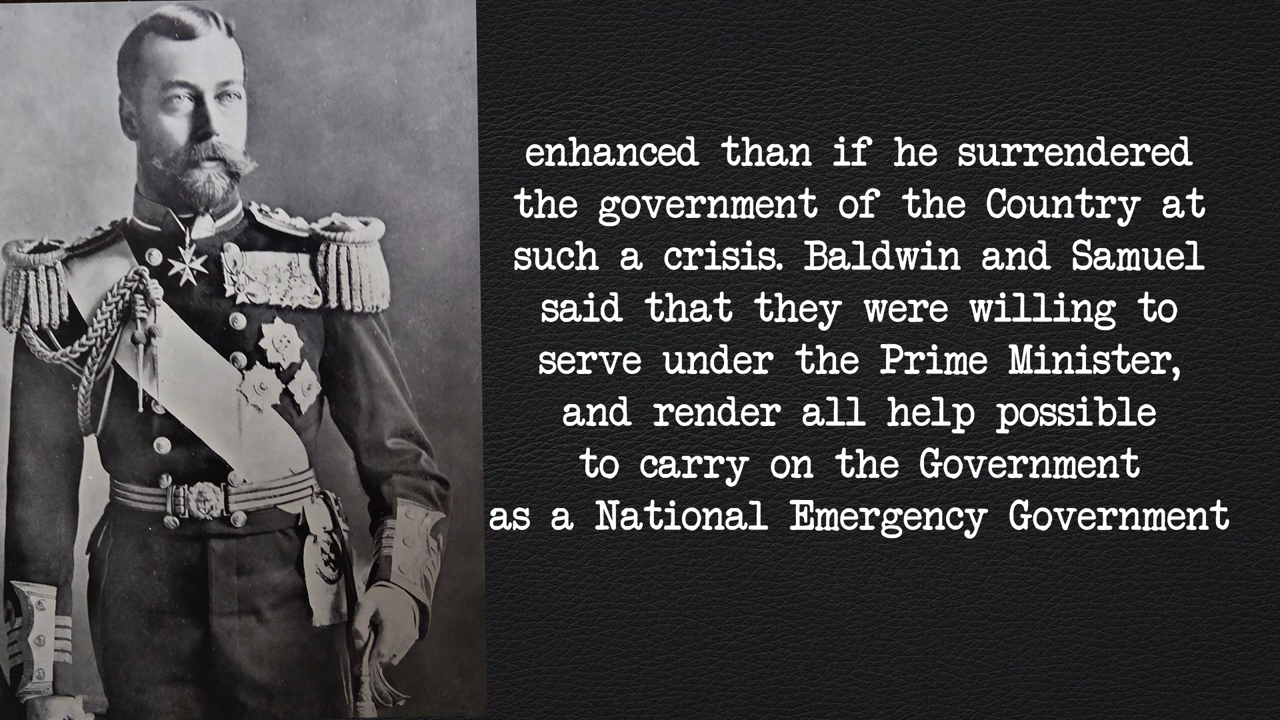 enhanced than if he surrendered
the government of the Country at
such a crisis. Baldwin and Samuel
said that they were willing to
serve under the Prime Minister,
and render all help possible
to carry on the Government
as a National Emergency Government